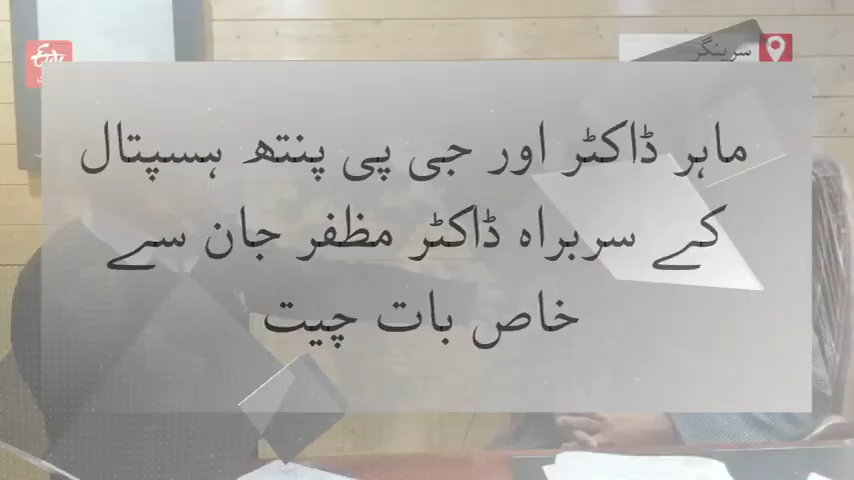 سرینگر
ماہر ڈاکٹر اور جی پی پنتھ ہسپتال
کے سربراہ ڈاکٹر مظفر جان سے
خاص بات چیت